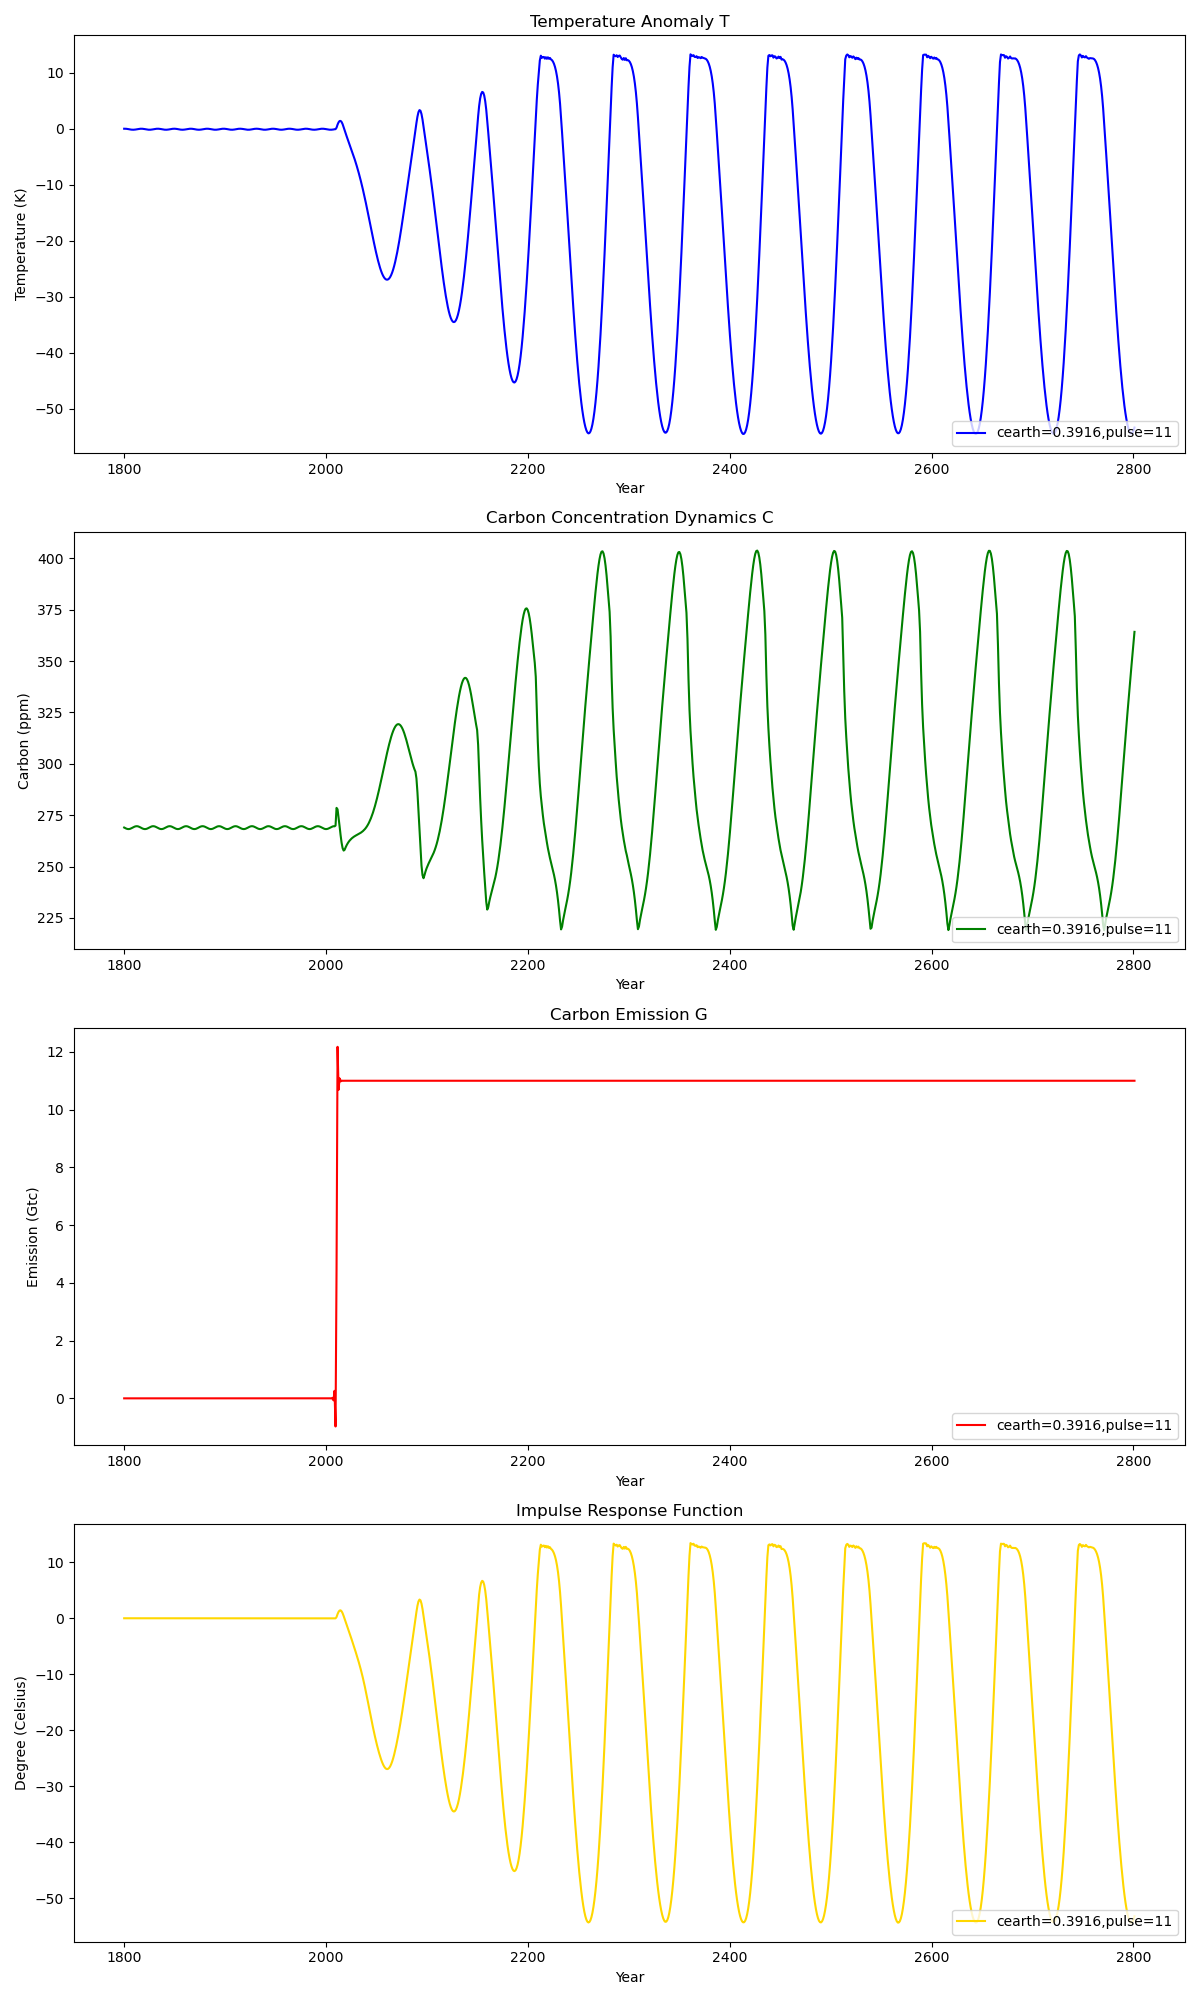 Temperature Anomaly T
10
0
−10
−20
−30
−40
−50
Temperature (K)
cearth=0.3916,pulse=11
1800 2000 2200 2400 2600 2800
Year
Carbon Concentration Dynamics C
400
375
350
325
300
275
250
225
Carbon (ppm)
cearth=0.3916,pulse=11
1800 2000 2200 2400 2600 2800
Year
Carbon Emission G
12
10
8
6
4
2
0
Emission (Gtc)
cearth=0.3916,pulse=11
1800 2000 2200 2400 2600 2800
Year
Impulse Response Function
10
0
−10
−20
−30
−40
−50
Degree (Celsius)
cearth=0.3916,pulse=11
1800 2000 2200 2400 2600 2800
Year